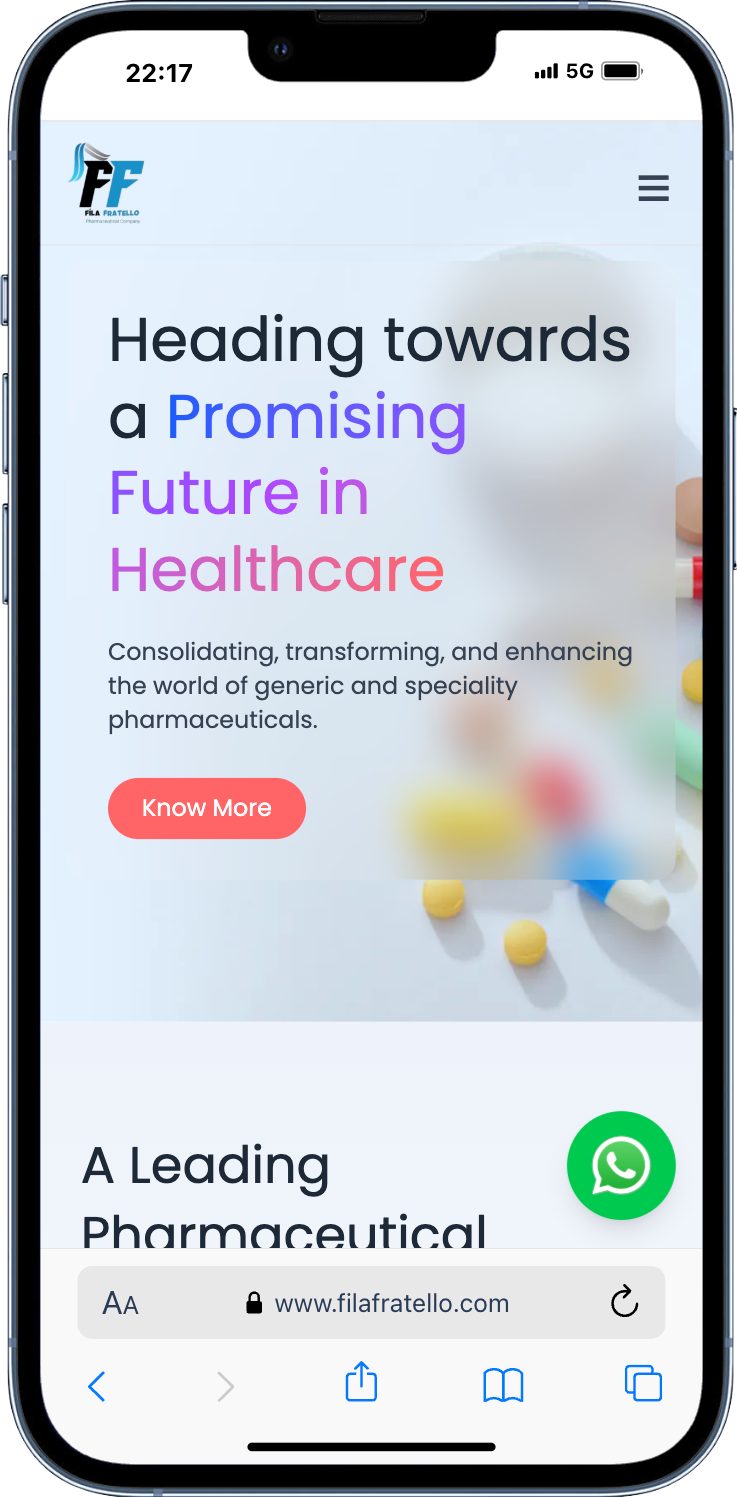 22:17
5G
FF
FILA FRATELLO
Pharmaceutical Company
Heading towards
a Promising
Future in
Healthcare
Consolidating, transforming, and enhancing
the world of generic and speciality
pharmaceuticals.
Know More
A Leading
Pharmaceutical
AA
www.filafratello.com